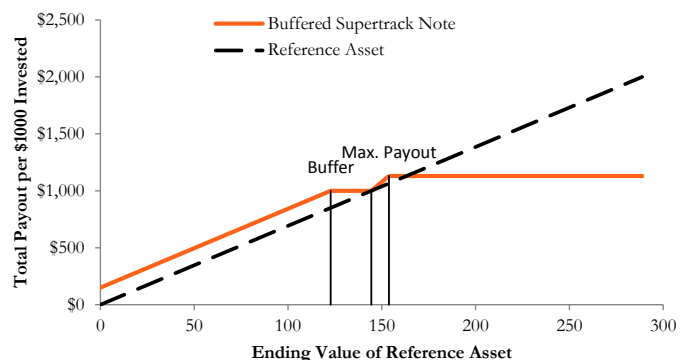 $2,500
Buffered Supertrack Note
Reference Asset
$2,000
$1,500
Max. Payout
Buffer
$1,000
$500
$0
0 50 100 150 200 250 300
Total Payout per $1000 Invested
Ending Value of Reference Asset